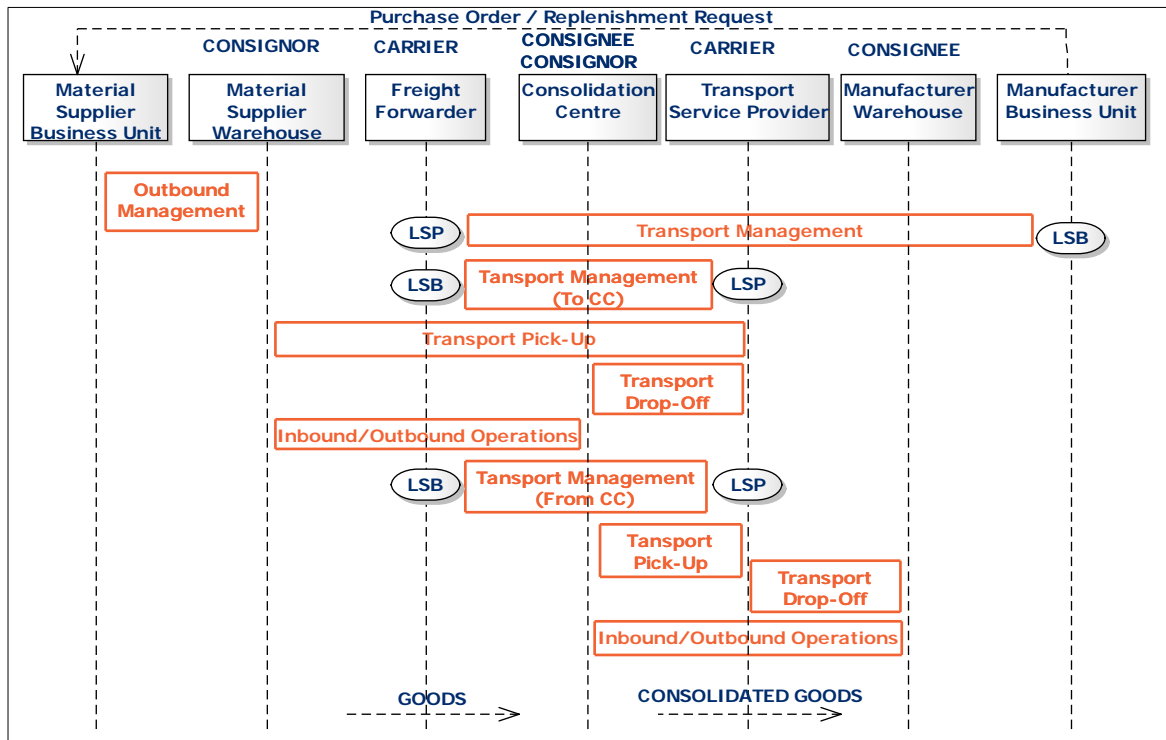 Purchase Order / Replenishment Request
CONSIGNOR
CARRIER
CONSIGNEE
CONSIGNOR
CARRIER
CONSIGNEE
Material
Supplier
Business Unit
Material
Supplier
Warehouse
Freight
Forwarder
Consolidation
Centre
Transport
Service Provider
Manufacturer
Warehouse
Manufacturer
Business Unit
Outbound
Management
LSP
Transport Management
LSB
LSB
Tansport Management
(To CC)
LSP
Transport Pick-Up
Transport
Drop-Off
Inbound/Outbound Operations
LSB
Tansport Management
(From CC)
LSP
Tansport
Pick-Up
Transport
Drop-Off
Inbound/Outbound Operations
GOODS
CONSOLIDATED GOODS